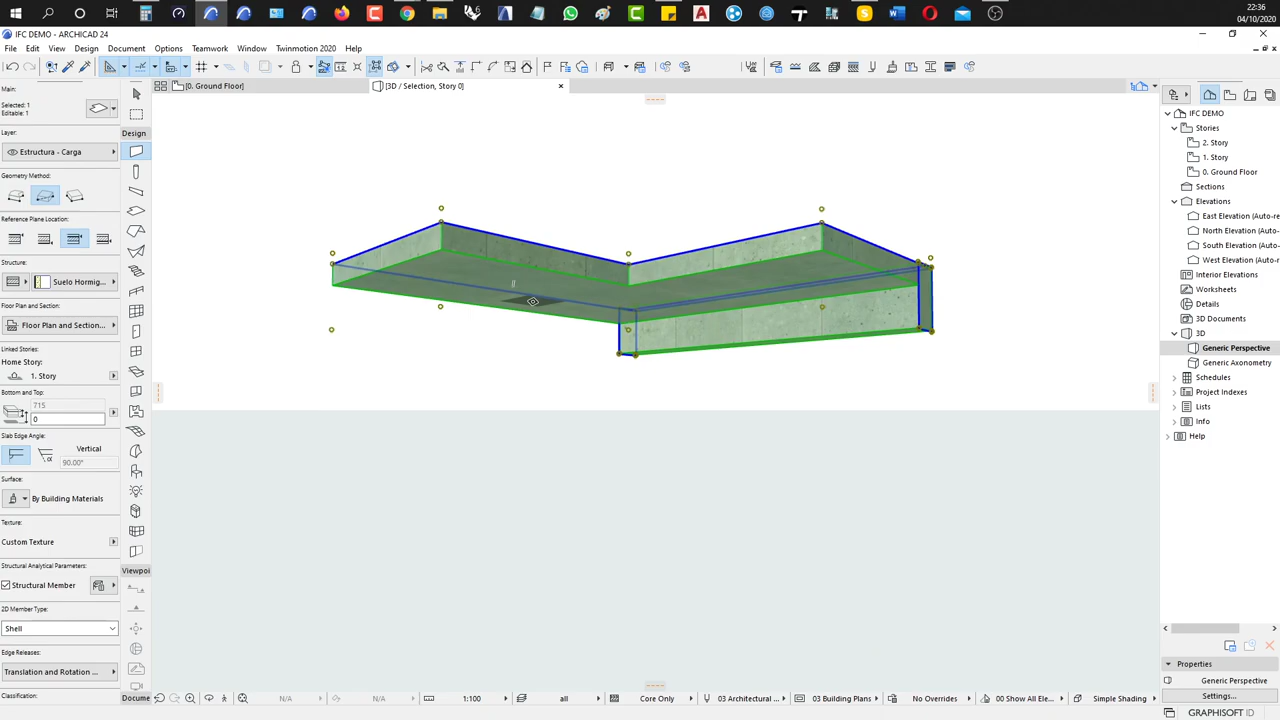 22:36
04/10/2020
IFC DEMO - ARCHICAD 24
File Edit View Design Document Options Teamwork Window Twinmotion 2020 Help
Main:
Selected: 1
Editable: 1
Layer:
Estructura - Carga
Geometry Method:
Reference Plane Location:
Structure:
Suelo Hormig...
Floor Plan and Section:
Floor Plan and Section...
Linked Stories:
Home Story:
1. Story
Bottom and Top:
715
0
Slab Edge Angle:
Vertical
90.00°
Surface:
By Building Materials
Texture:
Custom Texture
Structural Analytical Parameters:
Structural Member
2D Member Type:
Shell
Edge Releases:
Translation and Rotation ...
Classification:
Design
Viewpoi
Docume
[0. Ground Floor]
[3D / Selection, Story 0]
IFC DEMO
Stories
2. Story
1. Story
0. Ground Floor
Sections
Elevations
East Elevation (Auto-re
North Elevation (Auto-
South Elevation (Auto-
West Elevation (Auto-r
Interior Elevations
Worksheets
Details
3D Documents
3D
Generic Perspective
Generic Axonometry
Schedules
Project Indexes
Lists
Info
Help
Properties
Generic Perspective
Settings...
GRAPHISOFT ID
N/A N/A 1:100 all Core Only 03 Architectural ... 03 Building Plans No Overrides 00 Show All Ele... Simple Shading